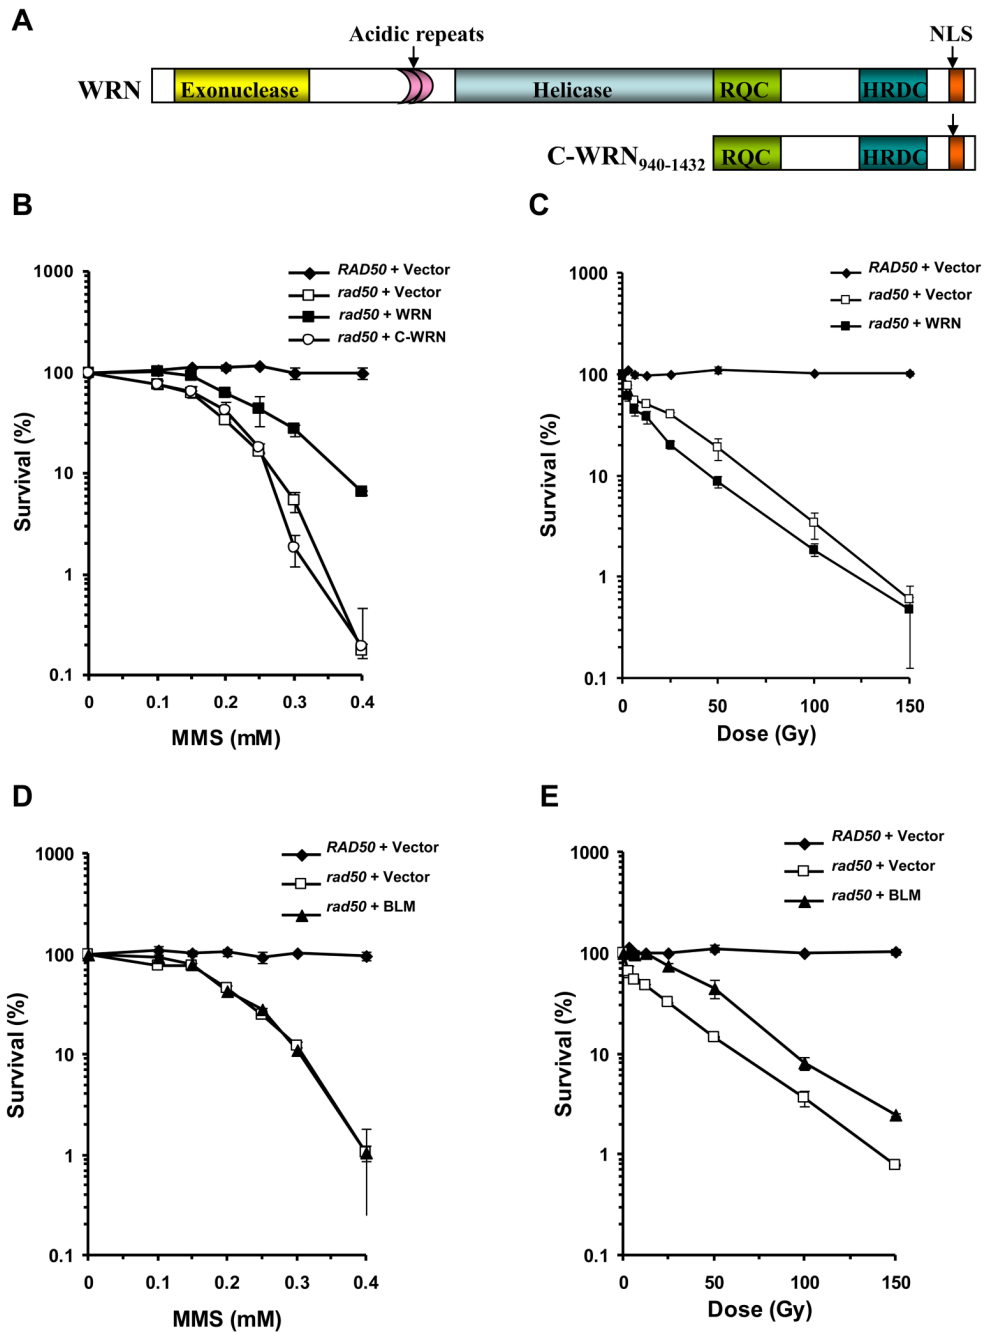 A
Acidic repeats
NLS
WRN
Exonuclease
Helicase
RQC
HRDC
C-WRN940-1432
RQC
HRDC
B
1000
100
10
1
0.1
Survival (%)
RAD50 + Vector
rad50 + Vector
rad50 + WRN
rad50 + C-WRN
0
0.1
0.2
0.3
0.4
MMS (mM)
C
1000
100
10
1
0.1
Survival (%)
RAD50 + Vector
rad50 + Vector
rad50 + WRN
0
50
100
150
Dose (Gy)
D
1000
100
10
1
0.1
Survival (%)
RAD50 + Vector
rad50 + Vector
rad50 + BLM
0
0.1
0.2
0.3
0.4
MMS (mM)
E
1000
100
10
1
0.1
Survival (%)
RAD50 + Vector
rad50 + Vector
rad50 + BLM
0
50
100
150
Dose (Gy)